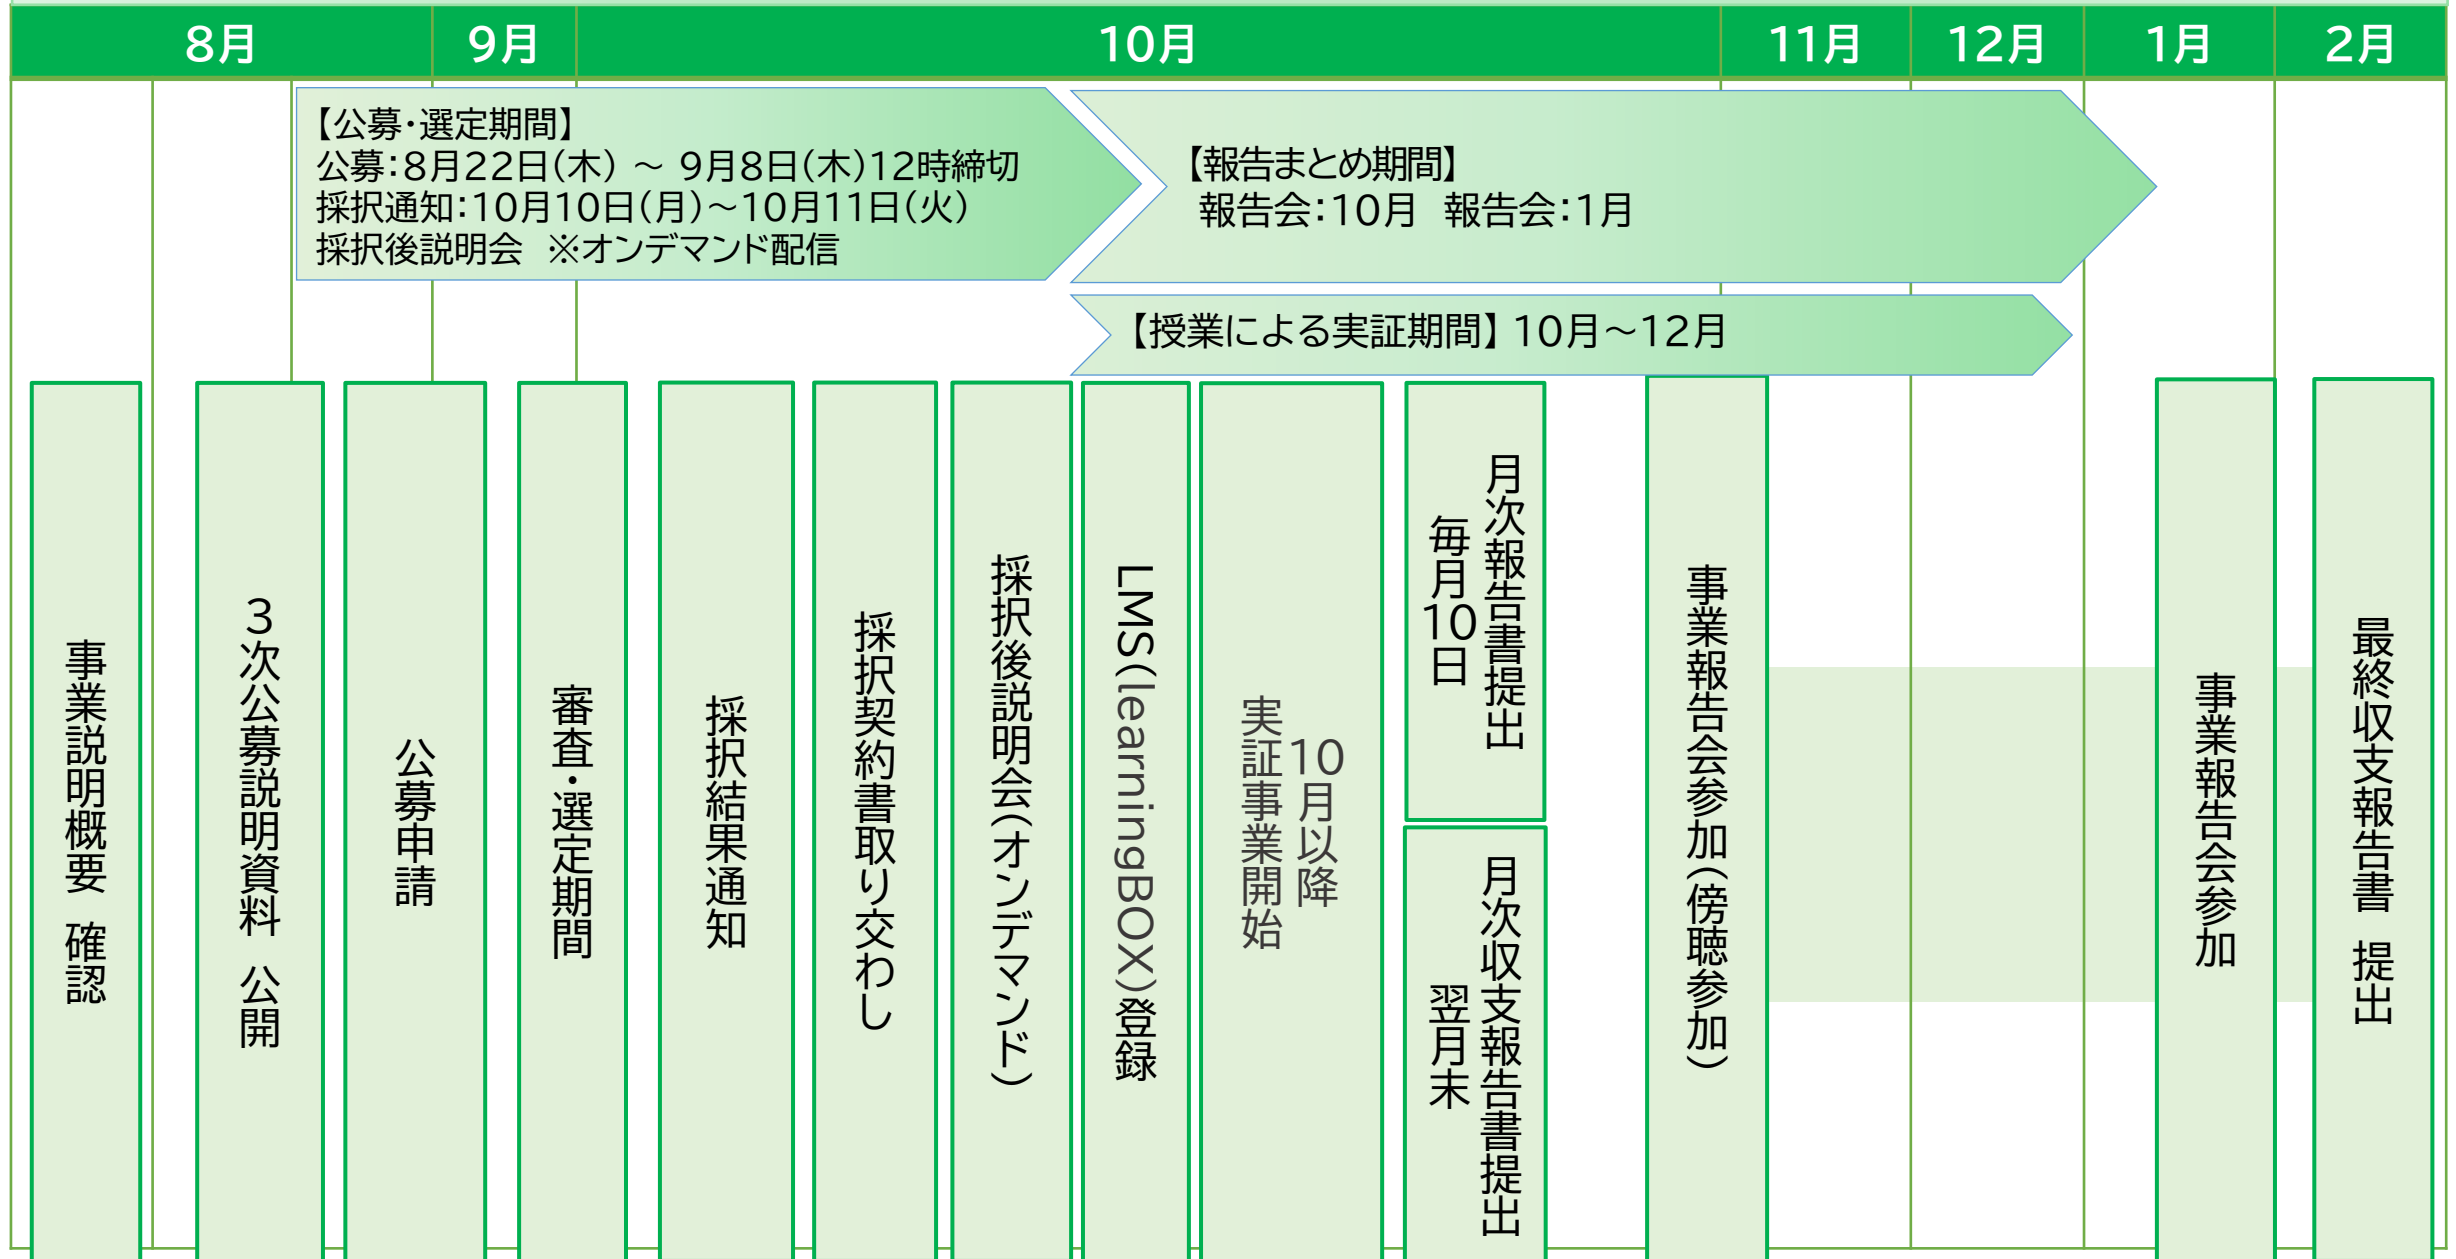 8月
9月
10月
11月
12月
1月
2月
【公募・選定期間】
公募：8月22日（木） ～ 9月8日（木）12時締切
採択通知：10月10日（月）～10月11日（火）
採択後説明会　※オンデマンド配信
【報告まとめ期間】
報告会：10月　報告会：1月
【授業による実証期間】 10月～12月
事業説明概要　確認
３次公募説明資料　公開
公募申請
審査・選定期間
採択結果通知
採択契約書取り交わし
採択後説明会（オンデマンド）
LMS（learningBOX）登録
10月以降
実証事業開始
月次報告書提出
毎月10日
月次収支報告書提出
翌月末
事業報告会参加（傍聴参加）
事業報告会参加
最終収支報告書　提出